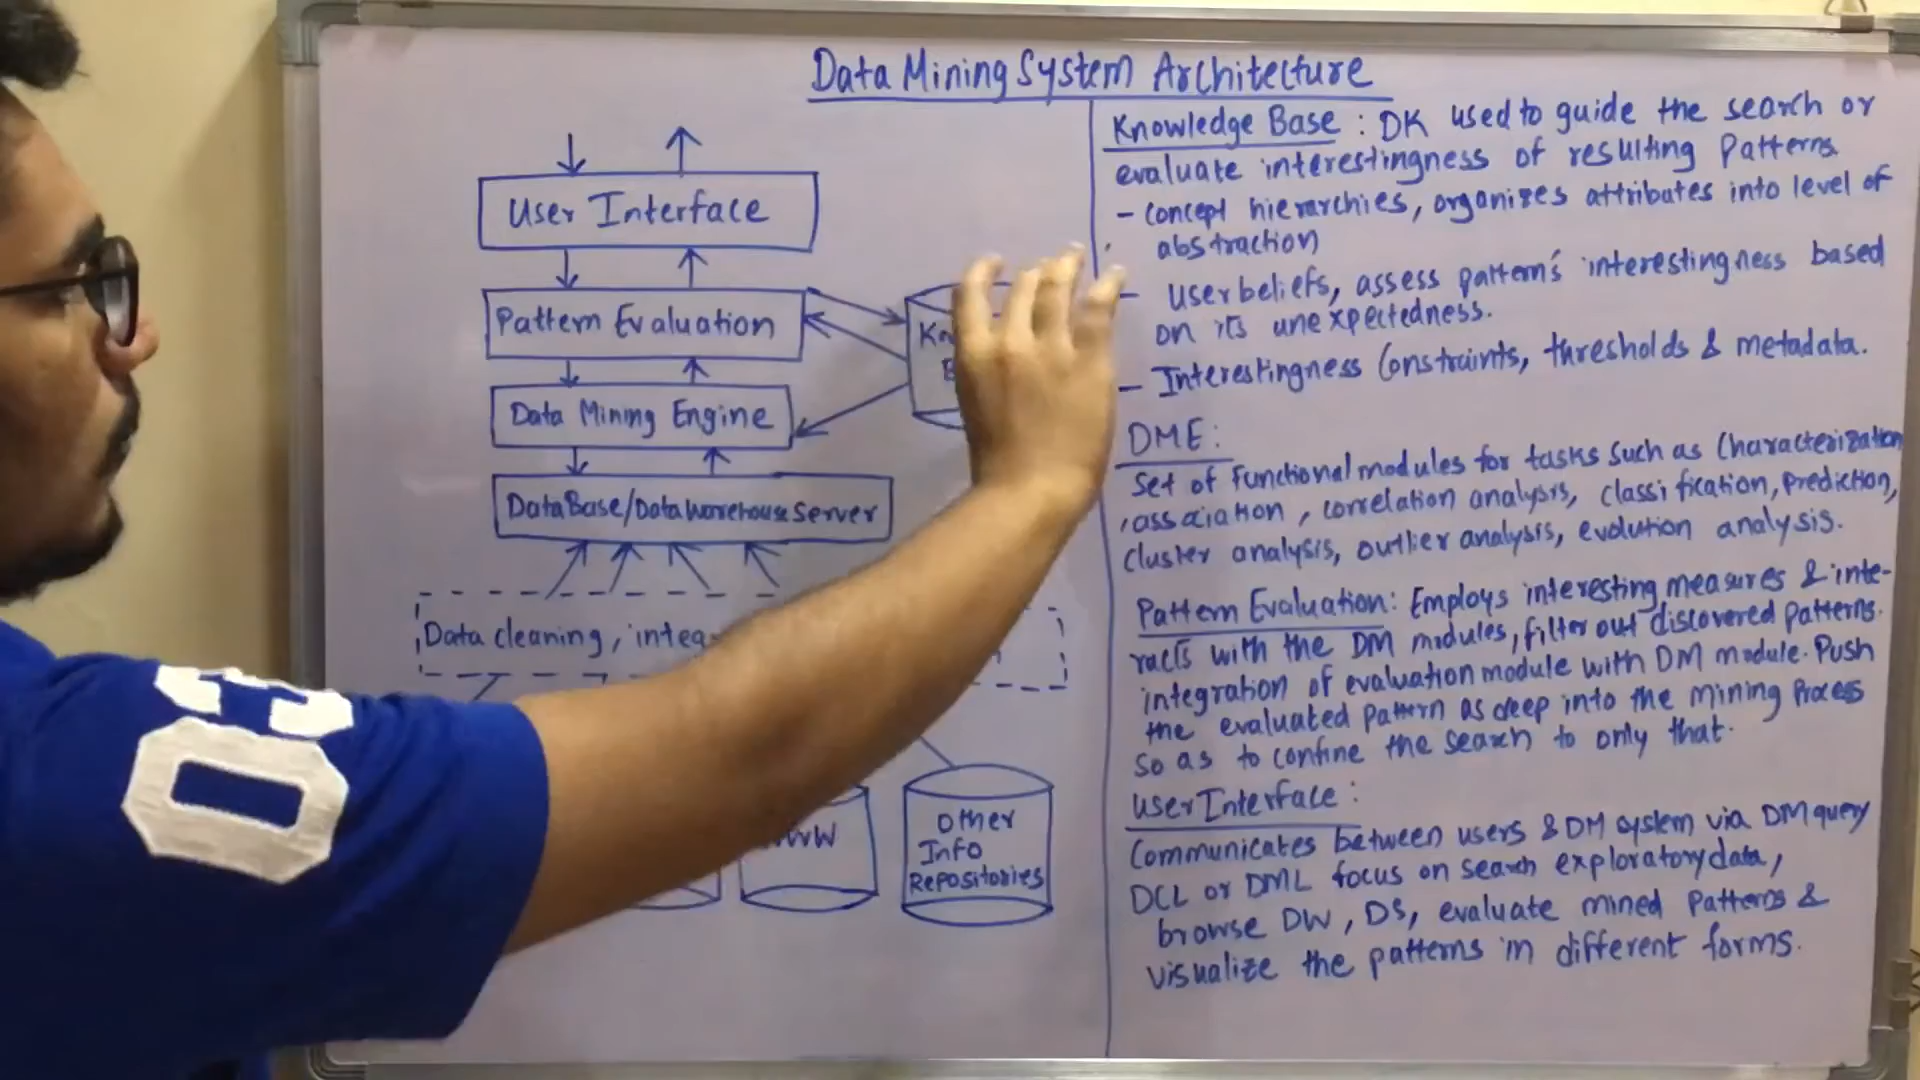 Data Mining System Architecture
User Interface
Pattern Evaluation
Data Mining Engine
DataBase/DataWarehouse Server
Data cleaning,
Other
Info
Repositories
Knowledge Base : DK used to guide the search or
evaluate interestingness of resulting Patterns.
- concept hierarchies, organizes attributes into level of
abstraction
- User beliefs, assess pattern's interestingness based
on its unexpectedness.
- Interestingness Constraints, thresholds & metadata.
DME:
Set of Functional modules for tasks such as Characterization
, association, correlation analysis, classification, prediction,
cluster analysis, outlier analysis, evolution analysis.
Pattern Evaluation: Employs interesting measures & inte-
racts with the DM modules, filter out discovered patterns.
integration of evaluation module with DM module. Push
the evaluated pattern as deep into the mining process
so as to confine the search to only that.
User Interface:
Communicates between users & DM system via DM query
DCL or DML focus on search exploratory data,
browse DW, DS, evaluate mined Patterns &
visualize the patterns in different forms.
03